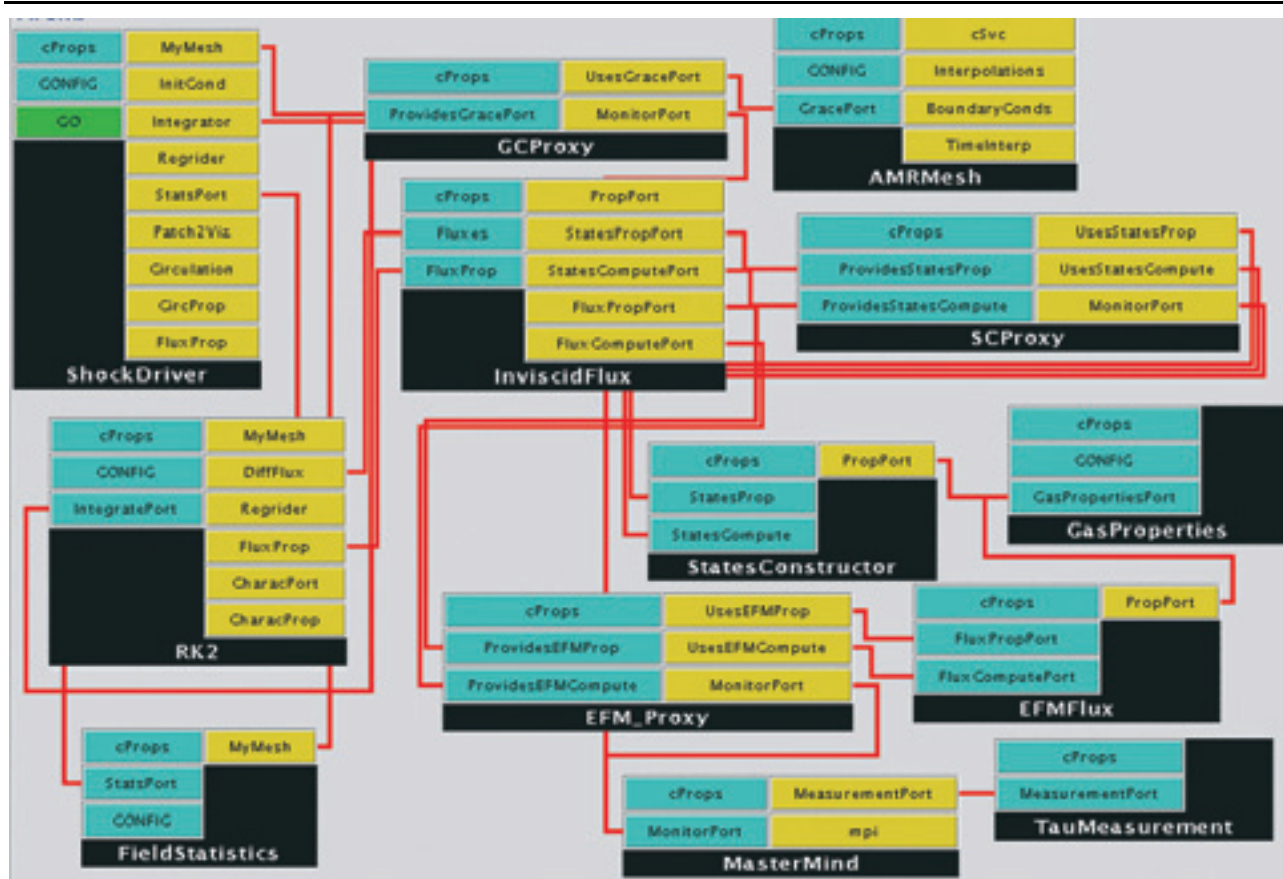 cProps MyMesh
CONFIG InitCond
GO Integrator
Regrider
StatsPort
Patch2Viz
Circulation
CircProp
FluxProp
ShockDriver
cProps UsesGracePort
ProvidesGracePort MonitorPort
GCProxy
cProps cSvc
CONFIG Interpolations
GracePort BoundaryConds
TimeInterp
AMRMesh
cProps PropPort
Fluxes StatesPropPort
FluxProp StatesComputePort
FluxPropPort
FluxComputePort
InviscidFlux
cProps UsesStatesProp
ProvidesStatesProp UsesStatesCompute
ProvidesStatesCompute MonitorPort
SCProxy
cProps MyMesh
CONFIG DiffFlux
IntegratePort Regrider
FluxProp
CharacPort
CharacProp
RK2
cProps PropPort
StatesProp
StatesCompute
StatesConstructor
cProps
CONFIG
GasPropertiesPort
GasProperties
cProps UsesEFMProp
ProvidesEFMProp UsesEFMCompute
ProvidesEFMCompute MonitorPort
EFM_Proxy
cProps PropPort
FluxPropPort
FluxComputePort
EFMFlux
cProps MyMesh
StatsPort
CONFIG
FieldStatistics
cProps MeasurementPort
MonitorPort mpi
MasterMind
cProps
MeasurementPort
TauMeasurement